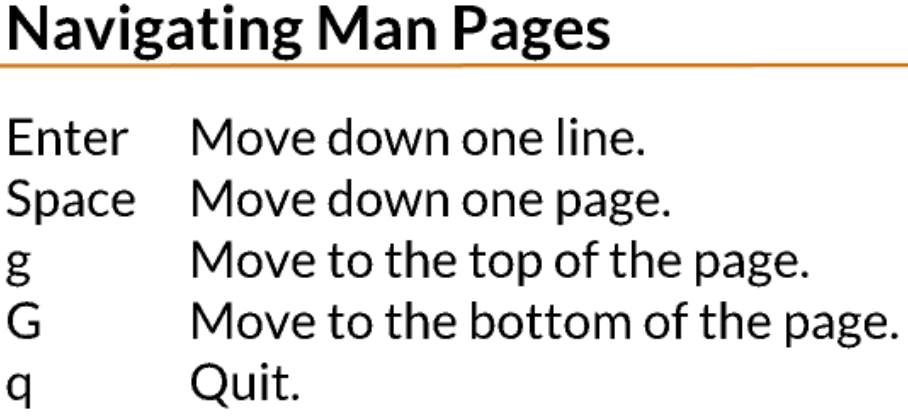 Navigating Man Pages
Enter Move down one line.
Space Move down one page.
g Move to the top of the page.
G Move to the bottom of the page.
q Quit.